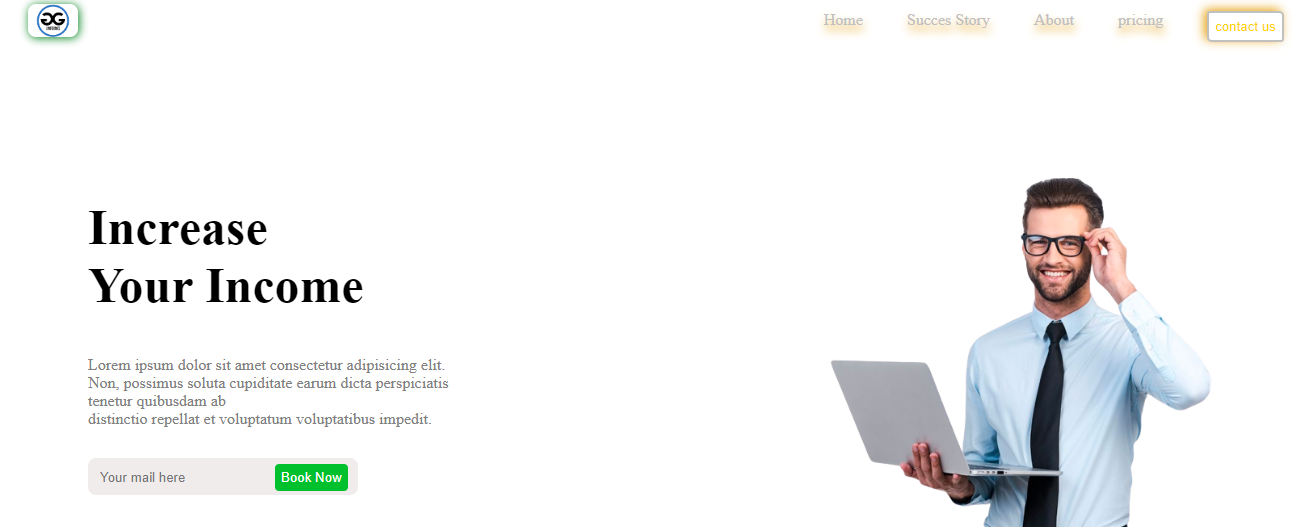 GG
Home Succes Story About pricing contact us
Increase
Your Income
Lorem ipsum dolor sit amet consectetur adipisicing elit.
Non, possimus soluta cupiditate earum dicta perspiciatis
tenetur quibusdam ab
distinctio repellat et voluptatum voluptatibus impedit.
Your mail here Book Now